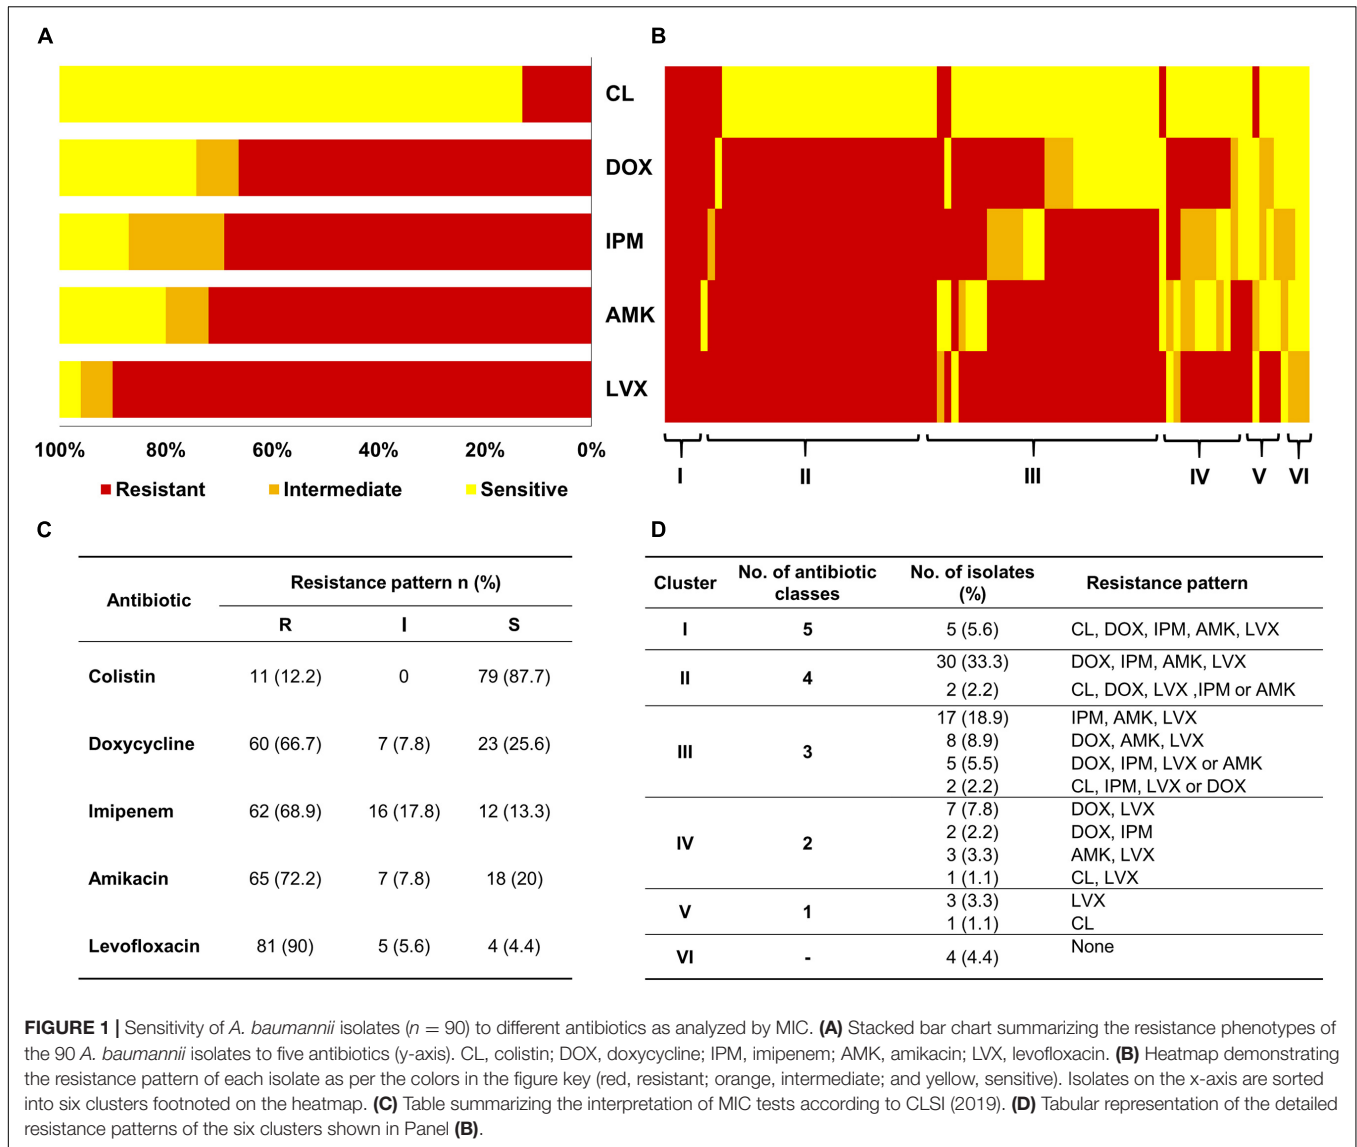 A
B
CL
DOX
IPM
AMK
LVX
100% 80% 60% 40% 20% 0%
Resistant Intermediate Sensitive
I II III IV V VI
C
Antibiotic
Resistance pattern n (%)
R I S
Colistin 11 (12.2) 0 79 (87.7)
Doxycycline 60 (66.7) 7 (7.8) 23 (25.6)
Imipenem 62 (68.9) 16 (17.8) 12 (13.3)
Amikacin 65 (72.2) 7 (7.8) 18 (20)
Levofloxacin 81 (90) 5 (5.6) 4 (4.4)
D
Cluster No. of antibiotic classes No. of isolates (%) Resistance pattern
I 5 5 (5.6) CL, DOX, IPM, AMK, LVX
II 4 30 (33.3) DOX, IPM, AMK, LVX
2 (2.2) CL, DOX, LVX ,IPM or AMK
III 3 17 (18.9) IPM, AMK, LVX
8 (8.9) DOX, AMK, LVX
5 (5.5) DOX, IPM, LVX or AMK
2 (2.2) CL, IPM, LVX or DOX
IV 2 7 (7.8) DOX, LVX
2 (2.2) DOX, IPM
3 (3.3) AMK, LVX
1 (1.1) CL, LVX
V 1 3 (3.3) LVX
1 (1.1) CL
VI - 4 (4.4) None
FIGURE 1 | Sensitivity of A. baumannii isolates (n = 90) to different antibiotics as analyzed by MIC. (A) Stacked bar chart summarizing the resistance phenotypes of
the 90 A. baumannii isolates to five antibiotics (y-axis). CL, colistin; DOX, doxycycline; IPM, imipenem; AMK, amikacin; LVX, levofloxacin. (B) Heatmap demonstrating
the resistance pattern of each isolate as per the colors in the figure key (red, resistant; orange, intermediate; and yellow, sensitive). Isolates on the x-axis are sorted
into six clusters footnoted on the heatmap. (C) Table summarizing the interpretation of MIC tests according to CLSI (2019). (D) Tabular representation of the detailed
resistance patterns of the six clusters shown in Panel (B).